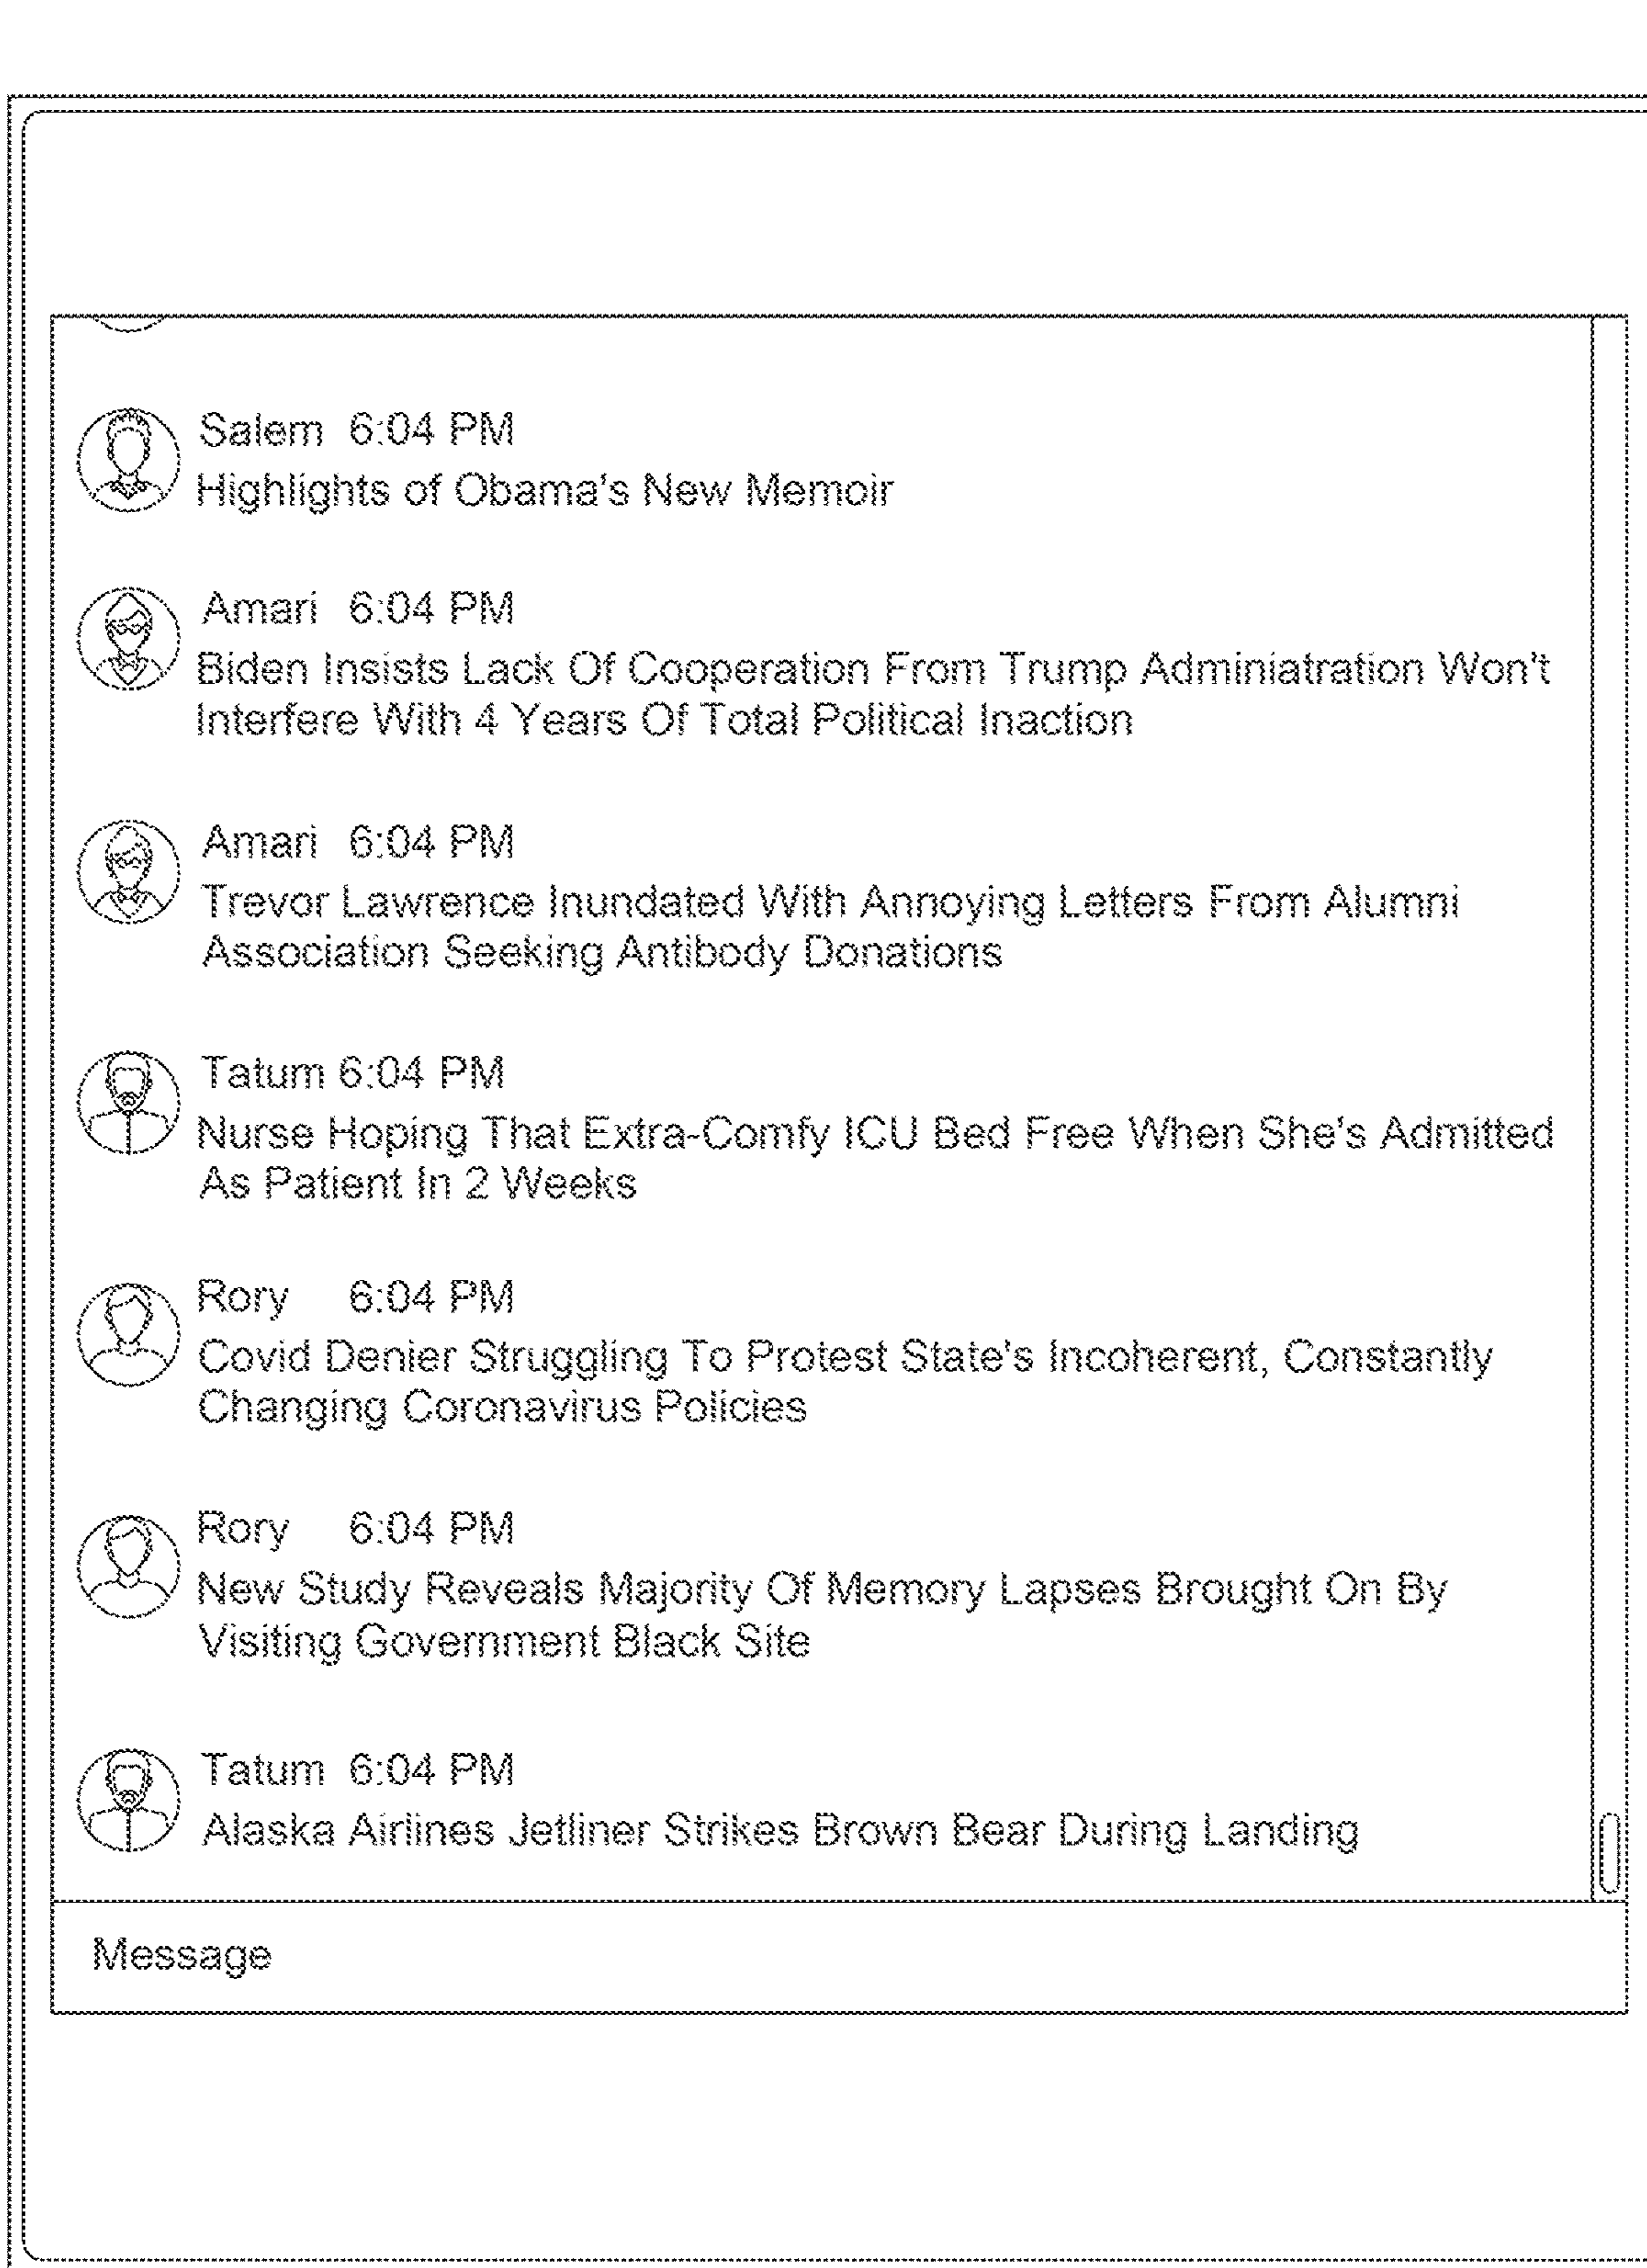 Salem 6:04 PM
Highlights of Obama's New Memoir
Amari 6:04 PM
Biden Insists Lack Of Cooperation From Trump Adminiatration Won't
Interfere With 4 Years Of Total Political Inaction
Amari 6:04 PM
Trevor Lawrence Inundated With Annoying Letters From Alumni
Association Seeking Antibody Donations
Tatum 6:04 PM
Nurse Hoping That Extra-Comfy ICU Bed Free When She's Admitted
As Patient In 2 Weeks
Rory 6:04 PM
Covid Denier Struggling To Protest State's Incoherent, Constantly
Changing Coronavirus Policies
Rory 6:04 PM
New Study Reveals Majority Of Memory Lapses Brought On By
Visiting Government Black Site
Tatum 6:04 PM
Alaska Airlines Jetliner Strikes Brown Bear During Landing
Message